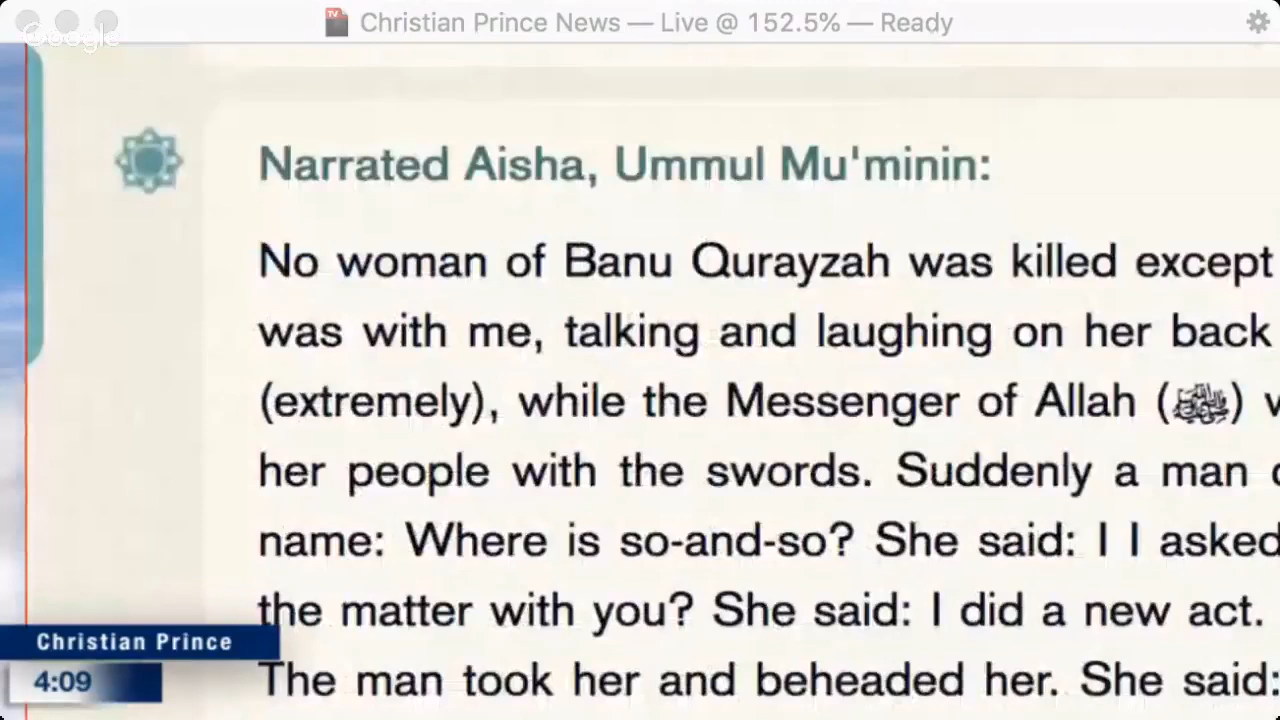 Christian Prince News — Live @ 152.5% — Ready
Google
TV
Narrated Aisha, Ummul Mu'minin:
No woman of Banu Qurayzah was killed except
was with me, talking and laughing on her back
(extremely), while the Messenger of Allah (ﷺ)
her people with the swords. Suddenly a man
name: Where is so-and-so? She said: I I asked
the matter with you? She said: I did a new act.
The man took her and beheaded her. She said:
Christian Prince
4:09